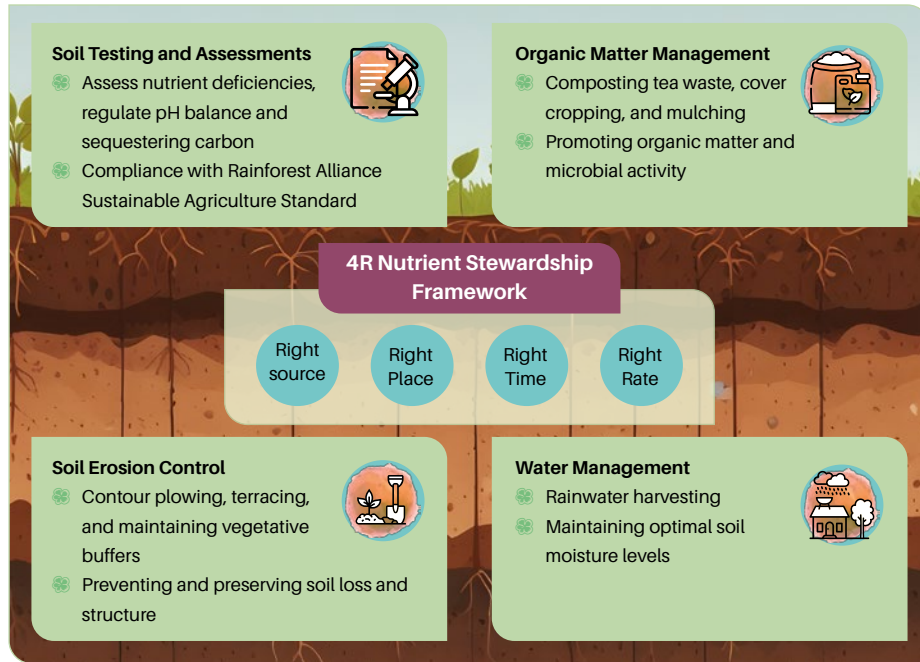 Soil Testing and Assessments
Assess nutrient deficiencies,
regulate pH balance and
sequestering carbon
Compliance with Rainforest Alliance
Sustainable Agriculture Standard
Organic Matter Management
Composting tea waste, cover
cropping, and mulching
Promoting organic matter and
microbial activity
4R Nutrient Stewardship
Framework
Right
source
Right
Place
Right
Time
Right
Rate
Soil Erosion Control
Contour plowing, terracing,
and maintaining vegetative
buffers
Preventing and preserving soil loss and
structure
Water Management
Rainwater harvesting
Maintaining optimal soil
moisture levels